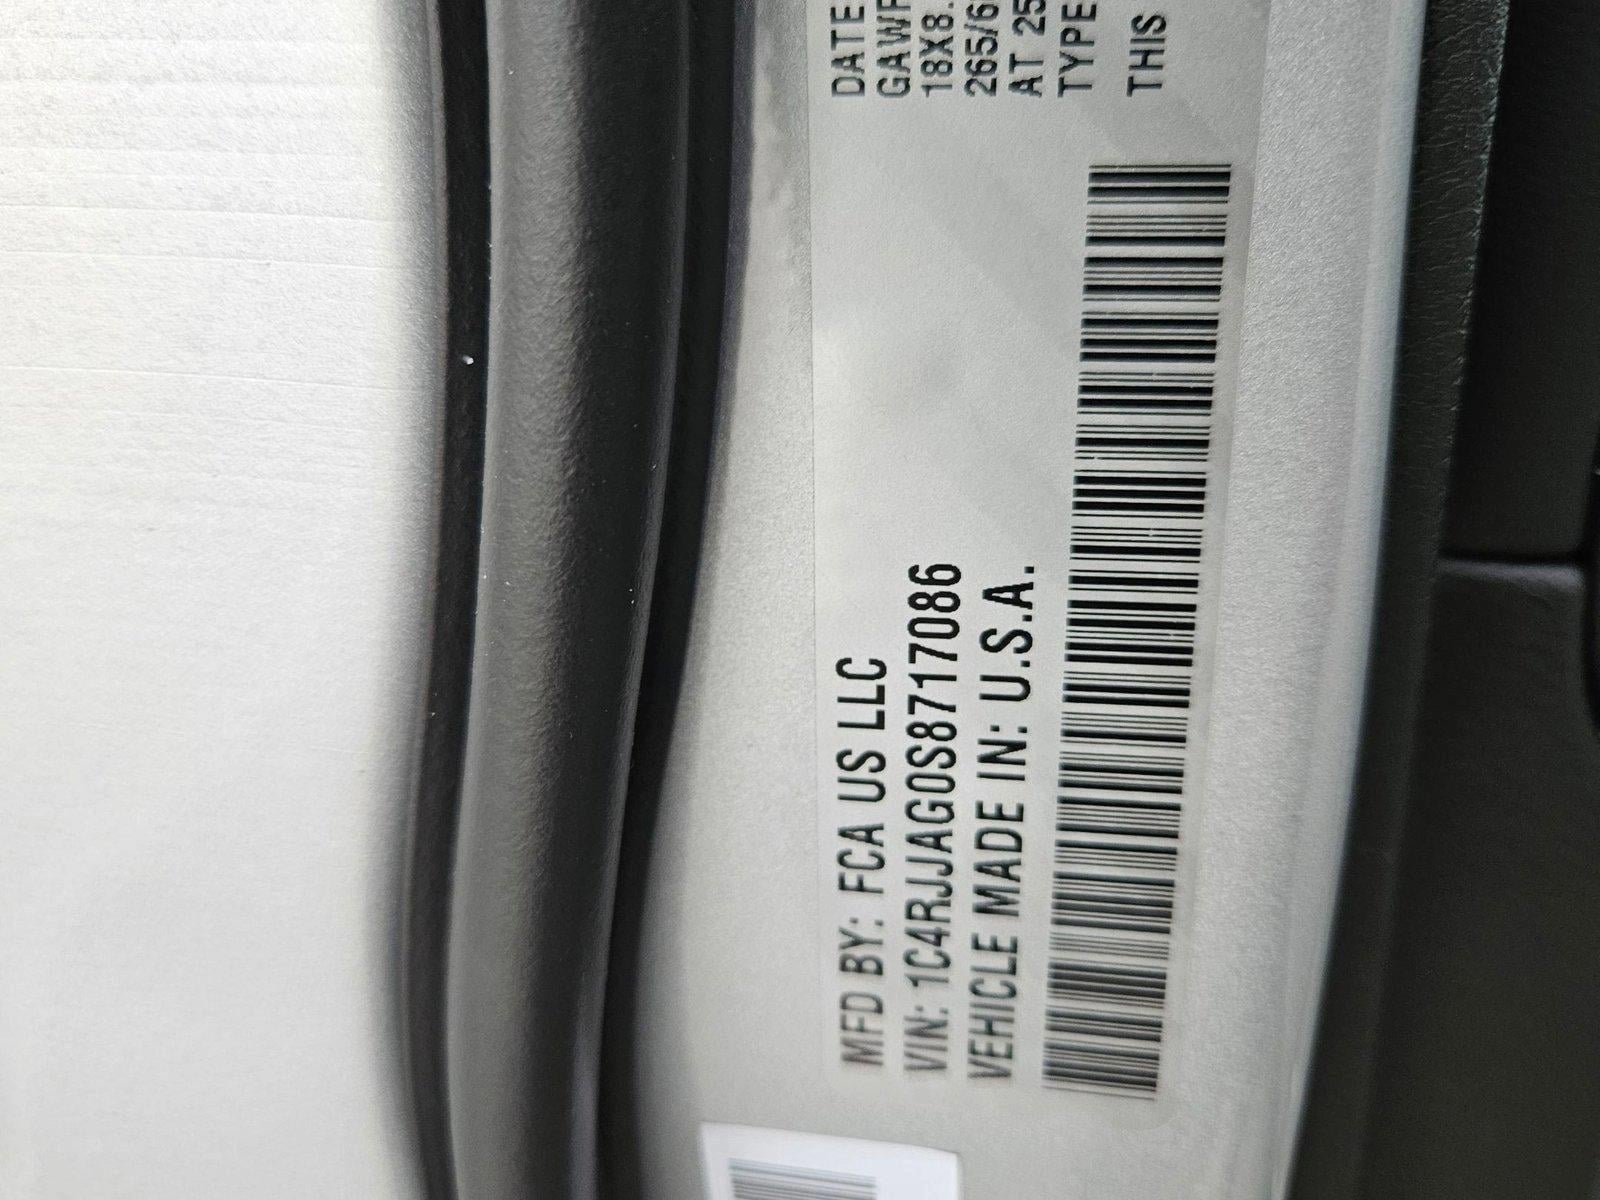 MFD BY: FCA US LLC
VIN: 1C4RJJAG0S8717086
VEHICLE MADE IN: U.S.A.
DATE
GAWR
18X8.
265/6
AT 25
TYPE
THIS